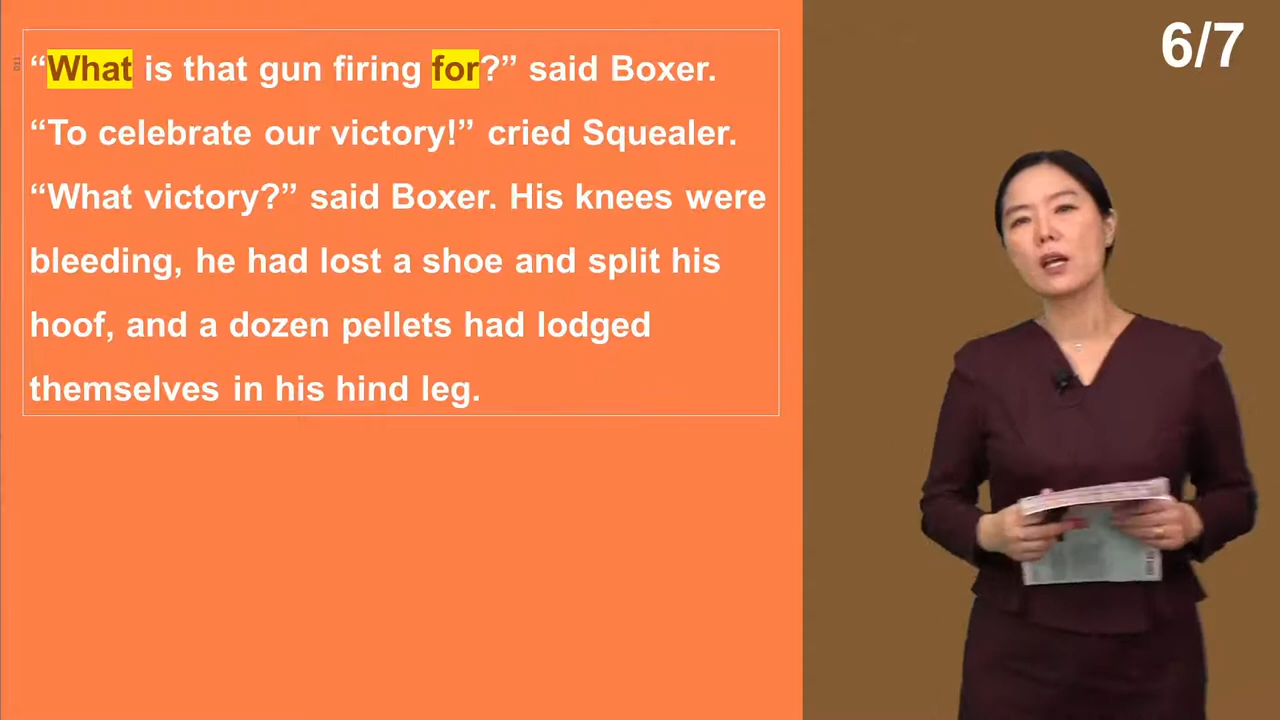 6/7
“What is that gun firing for?” said Boxer.
“To celebrate our victory!” cried Squealer.
“What victory?” said Boxer. His knees were
bleeding, he had lost a shoe and split his
hoof, and a dozen pellets had lodged
themselves in his hind leg.